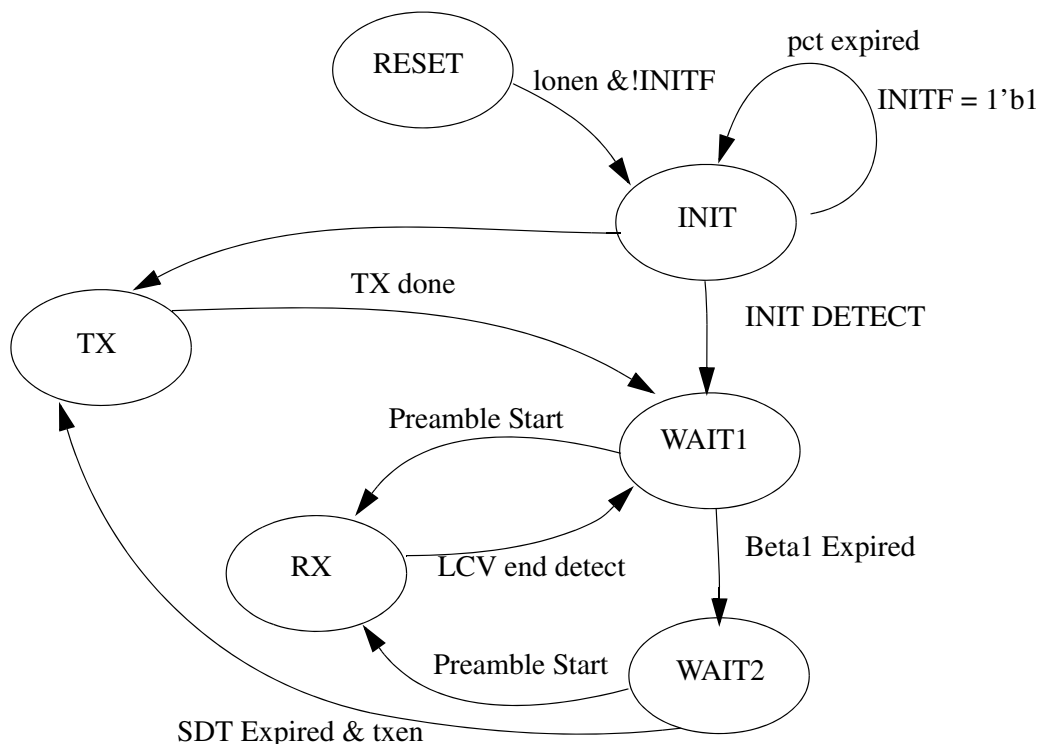 RESET
pct expired
lonen &!INITF
INITF = 1’b1
INIT
TX done
INIT DETECT
TX
Preamble Start
WAIT1
Beta1 Expired
RX
LCV end detect
Preamble Start
WAIT2
SDT Expired & txen